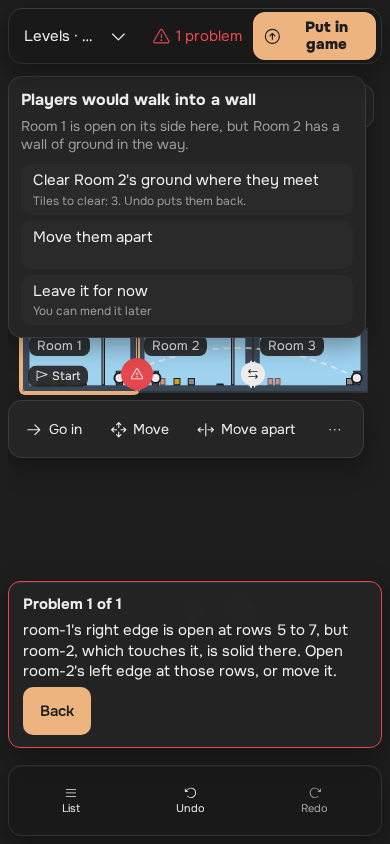 Levels · ...
1 problem
Put in
game
Players would walk into a wall
Room 1 is open on its side here, but Room 2 has a
wall of ground in the way.
Clear Room 2's ground where they meet
Tiles to clear: 3. Undo puts them back.
Move them apart
Leave it for now
You can mend it later
Room 1
Room 2
Room 3
Start
Go in
Move
Move apart
...
Problem 1 of 1
room-1's right edge is open at rows 5 to 7, but
room-2, which touches it, is solid there. Open
room-2's left edge at those rows, or move it.
Back
List
Undo
Redo